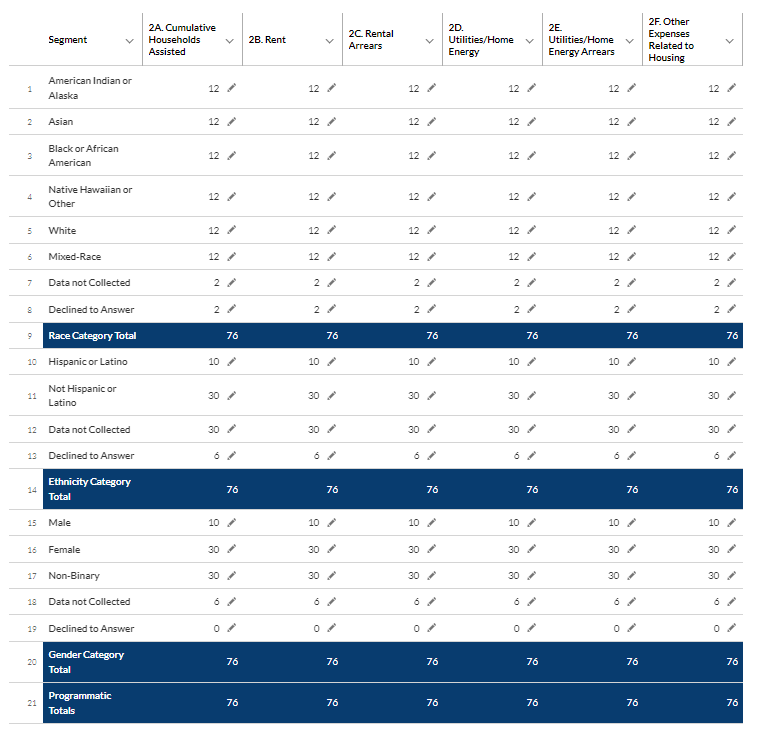 Segment 2A. Cumulative Households Assisted 2B. Rent 2C. Rental Arrears 2D. Utilities/Home Energy 2E. Utilities/Home Energy Arrears 2F. Other Expenses Related to Housing
1 American Indian or Alaska 12 12 12 12 12 12
2 Asian 12 12 12 12 12 12
3 Black or African American 12 12 12 12 12 12
4 Native Hawaiian or Other 12 12 12 12 12 12
5 White 12 12 12 12 12 12
6 Mixed-Race 12 12 12 12 12 12
7 Data not Collected 2 2 2 2 2 2
8 Declined to Answer 2 2 2 2 2 2
9 Race Category Total 76 76 76 76 76 76
10 Hispanic or Latino 10 10 10 10 10 10
11 Not Hispanic or Latino 30 30 30 30 30 30
12 Data not Collected 30 30 30 30 30 30
13 Declined to Answer 6 6 6 6 6 6
14 Ethnicity Category Total 76 76 76 76 76 76
15 Male 10 10 10 10 10 10
16 Female 30 30 30 30 30 30
17 Non-Binary 30 30 30 30 30 30
18 Data not Collected 6 6 6 6 6 6
19 Declined to Answer 0 0 0 0 0 0
20 Gender Category Total 76 76 76 76 76 76
21 Programmatic Totals 76 76 76 76 76 76